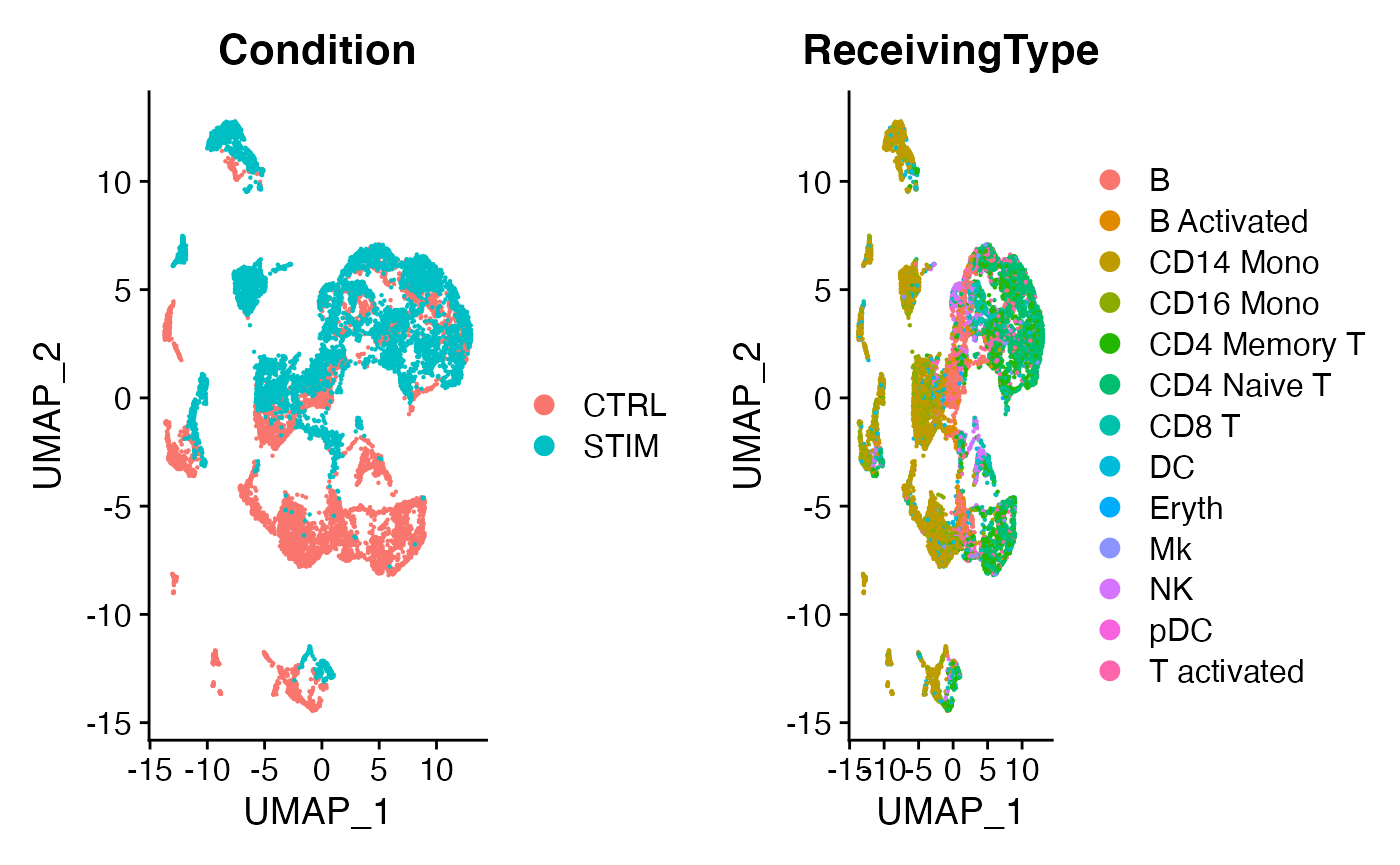 Condition
UMAP_2
10
5
0
-5
-10
-15
-15 -10 -5 0 5 10
UMAP_1
CTRL
STIM
ReceivingType
UMAP_2
10
5
0
-5
-10
-15
-15 -10 -5 0 5 10
UMAP_1
B
B Activated
CD14 Mono
CD16 Mono
CD4 Memory T
CD4 Naive T
CD8 T
DC
Eryth
Mk
NK
pDC
T activated